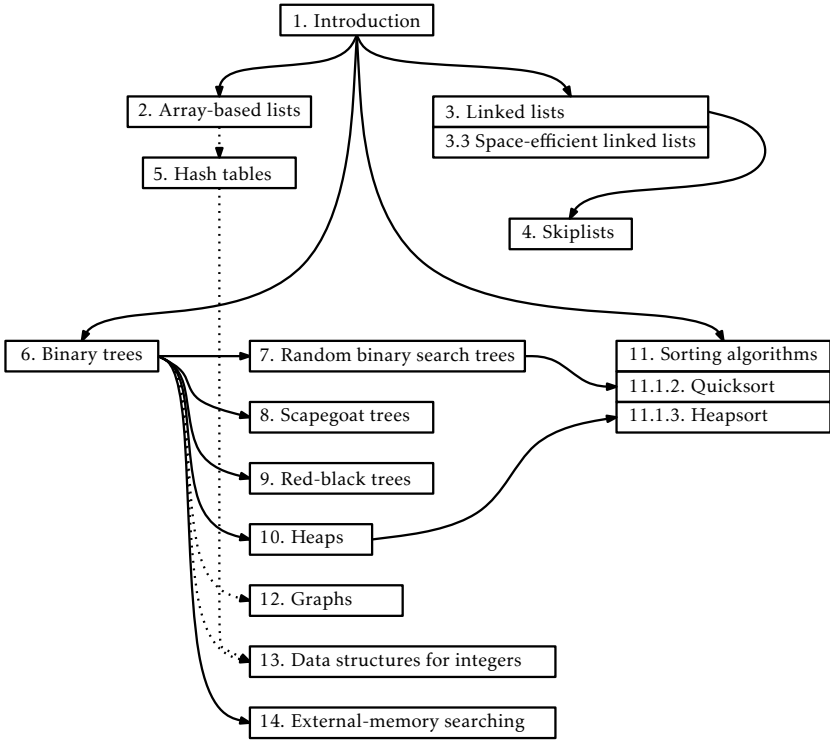 1. Introduction
2. Array-based lists
3. Linked lists
3.3 Space-efficient linked lists
5. Hash tables
4. Skiplists
6. Binary trees
7. Random binary search trees
11. Sorting algorithms
11.1.2. Quicksort
8. Scapegoat trees
11.1.3. Heapsort
9. Red-black trees
10. Heaps
12. Graphs
13. Data structures for integers
14. External-memory searching